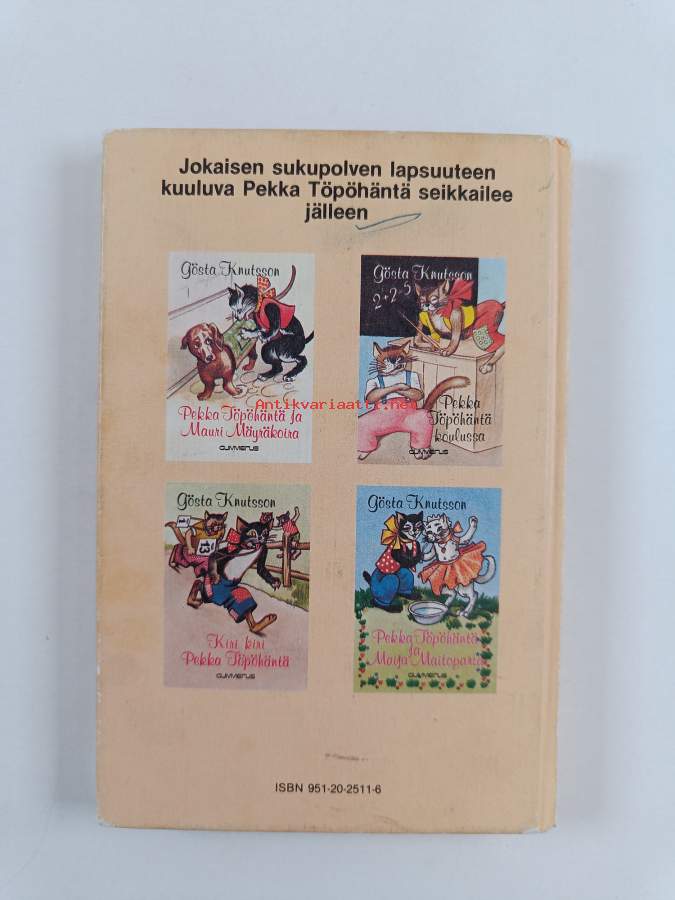 Jokaisen sukupolven lapsuuteen
kuuluva Pekka Töpöhäntä seikkailee
jälleen
Gösta Knutsson
Pekka Töpöhäntä ja
Mauri Mäyräkoira
GUMMERUS
Gösta Knutsson
2+2=5
Pekka
Töpöhäntä
koulussa
GUMMERUS
Antikvariaatti.net
Gösta Knutsson
13
Kiri kiri
Pekka Töpöhäntä
GUMMERUS
Gösta Knutsson
Pekka Töpöhäntä
ja
Maija Maitoparta
GUMMERUS
ISBN 951-20-2511-6